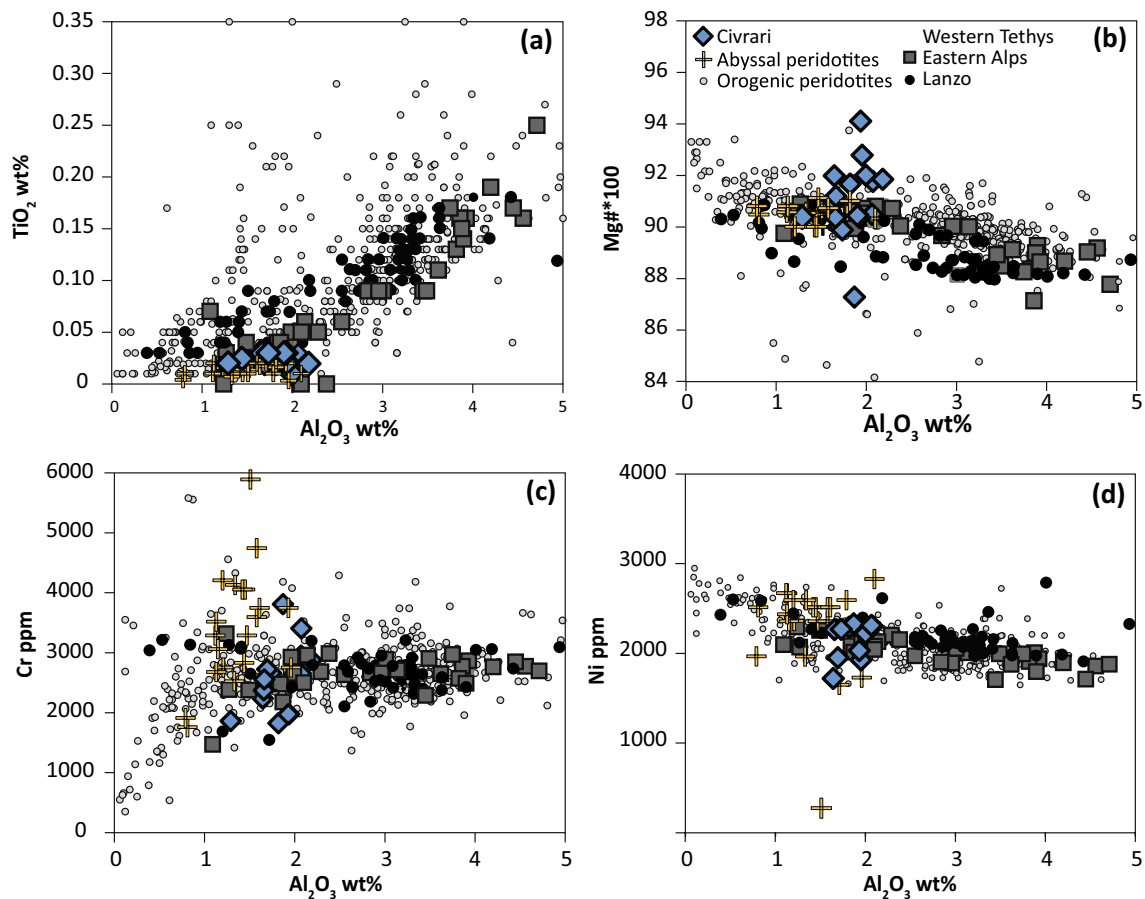 (a)
0.35
0.30
0.25
0.20
0.15
0.10
0.05
0
TiO2 wt%
0 1 2 3 4 5
Al2O3 wt%
(b)
Civrari
Abyssal peridotites
Orogenic peridotites
Western Tethys
Eastern Alps
Lanzo
98
96
94
92
90
88
86
84
Mg#*100
0 1 2 3 4 5
Al2O3 wt%
(c)
6000
5000
4000
3000
2000
1000
0
Cr ppm
0 1 2 3 4 5
Al2O3 wt%
(d)
4000
3000
2000
1000
Ni ppm
0 1 2 3 4 5
Al2O3 wt%